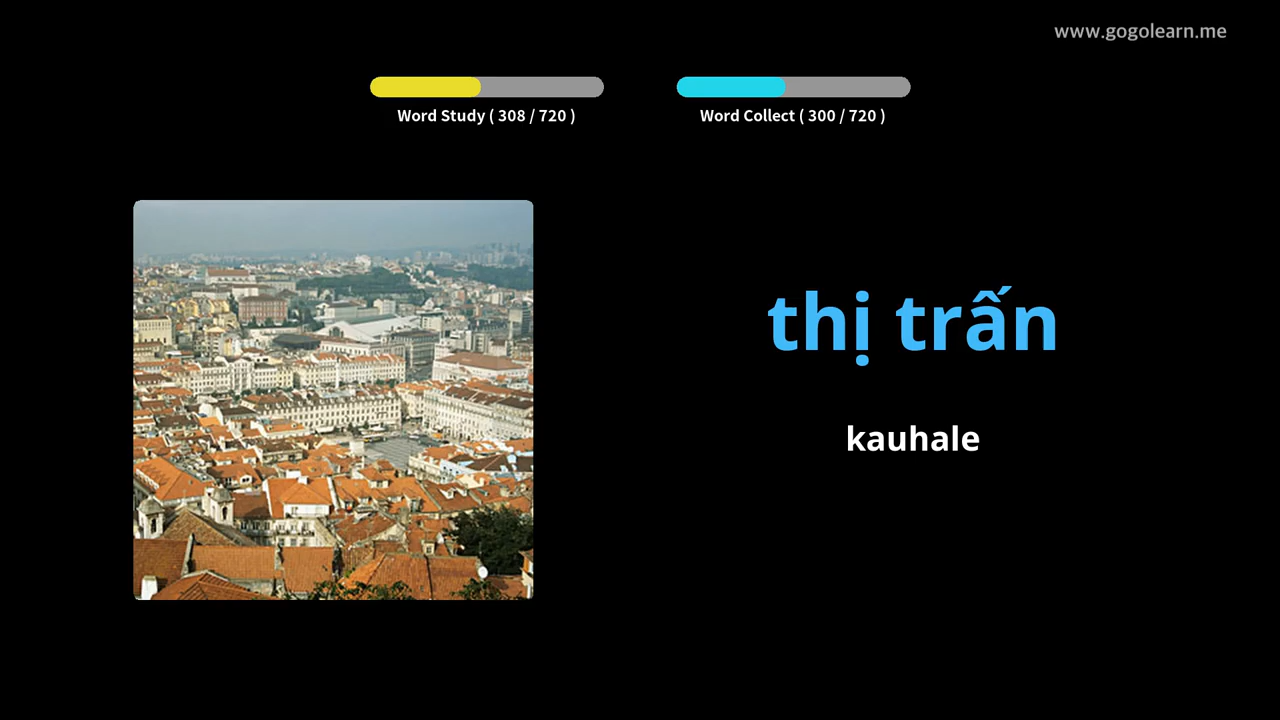 www.gogolearn.me
Word Study ( 308 / 720 )
Word Collect ( 300 / 720 )
thị trấn
kauhale